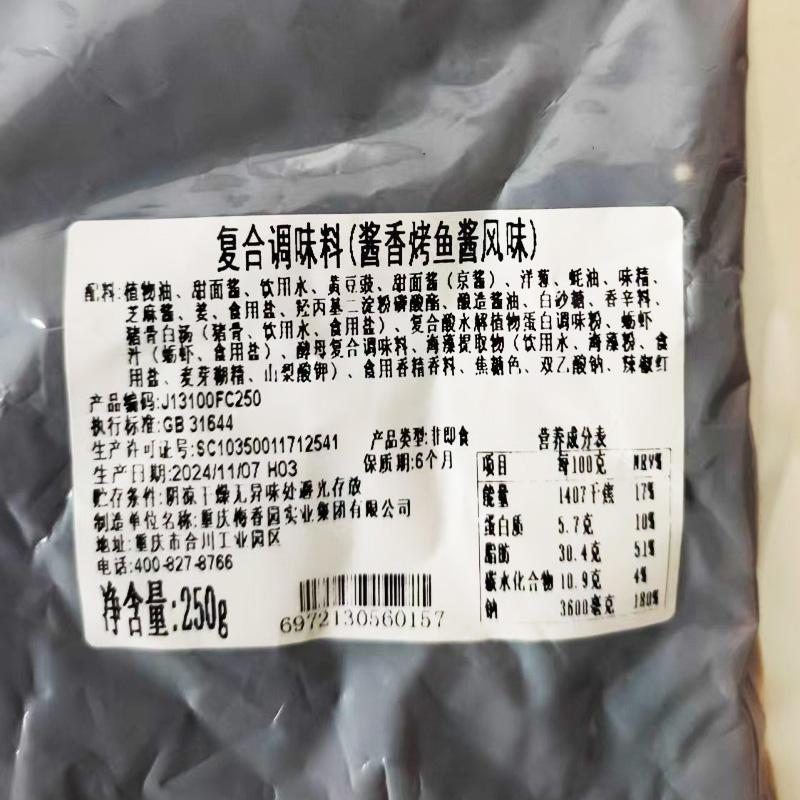 复合调味料(酱香烤鱼酱风味)
配料:植物油、甜面酱、饮用水、黄豆豉、甜面酱(京酱)、洋葱、蚝油、味精、
芝麻酱、姜、食用盐、羟丙基二淀粉磷酸酯、酿造酱油、白砂糖、香辛料、
猪骨白汤(猪骨、饮用水、食用盐)、复合酸水解植物蛋白调味粉、蛎虾
汁(蛎虾、食用盐)、酵母复合调味料、海藻提取物(饮用水、海藻粉、食
用盐、麦芽糊精、山梨酸钾)、食用香精香料、焦糖色、双乙酸钠、辣椒红
产品编码:J13100FC250
执行标准:GB 31644
生产许可证号:SC10350011712541 产品类型:非即食
生产日期:2024/11/07 H03 保质期:6个月
贮存条件:阴凉干燥无异味处避光存放
制造单位名称:重庆梅香园实业集团有限公司
地址:重庆市合川工业园区
电话:400-827-8766
净含量:250g
6972130560157
营养成分表
项目 每100克 NRV%
能量 1407千焦 17%
蛋白质 5.7克 10%
脂肪 30.4克 51%
碳水化合物 10.9克 4%
钠 3600毫克 180%